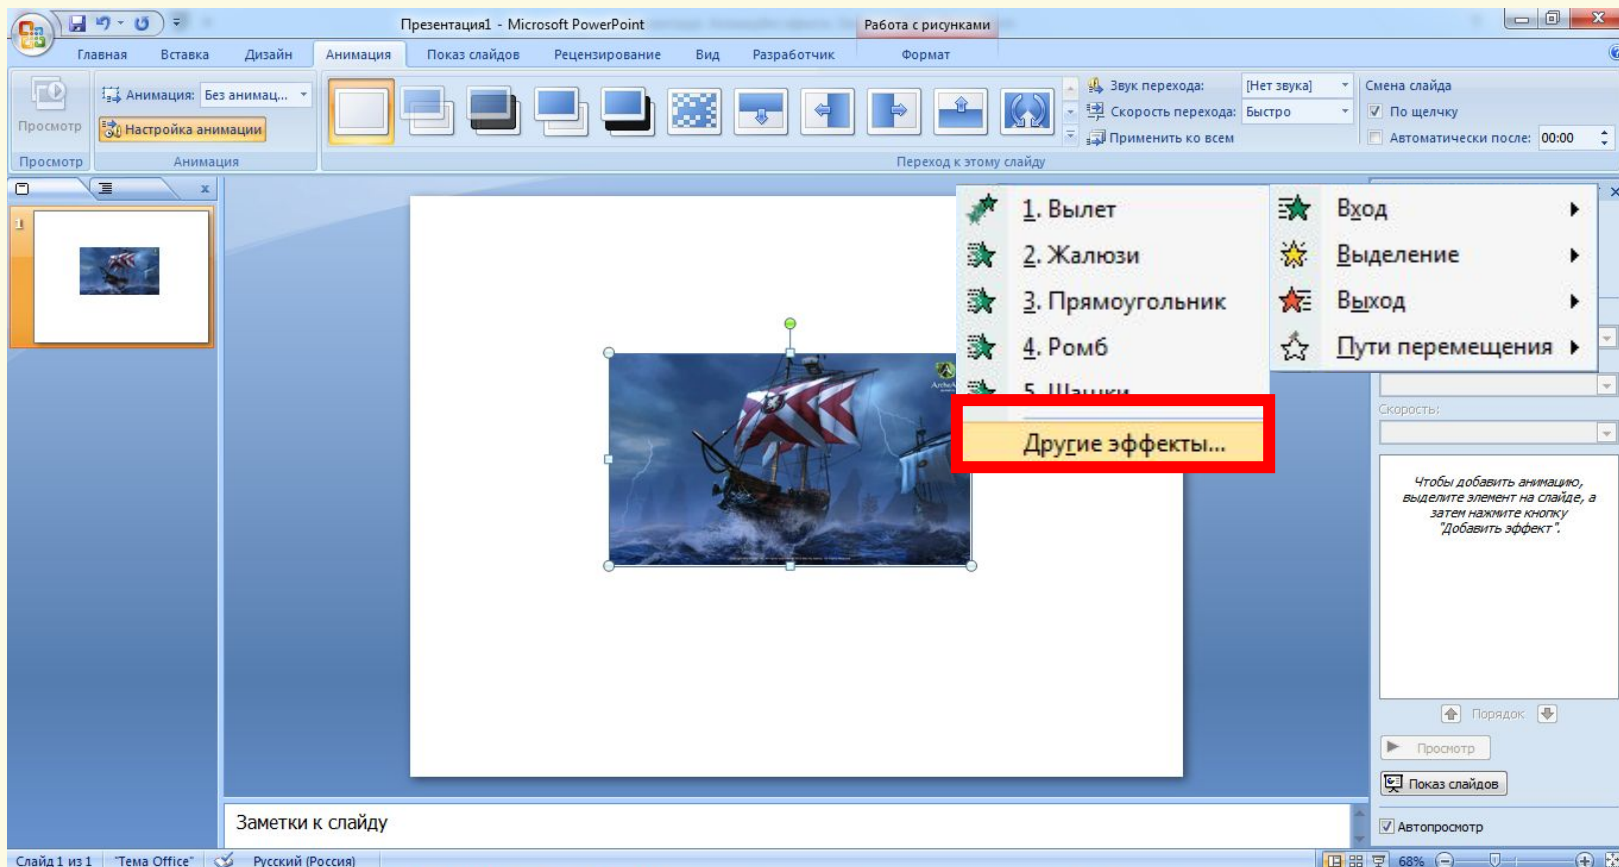 Презентация1 - Microsoft PowerPoint
Работа с рисунками
Главная Вставка Дизайн Анимация Показ слайдов Рецензирование Вид Разработчик Формат
Просмотр
Анимация: Без анимац...
Настройка анимации
Звук перехода: [Нет звука]
Скорость перехода: Быстро
Применить ко всем
Смена слайда
По щелчку
Автоматически после: 00:00
Просмотр Анимация Переход к этому слайду
1
1. Вылет
2. Жалюзи
3. Прямоугольник
4. Ромб
5. Шашки
Другие эффекты...
Вход
Выделение
Выход
Пути перемещения
Скорость:
Чтобы добавить анимацию,
выделите элемент на слайде, а
затем нажмите кнопку
"Добавить эффект".
Порядок
Просмотр
Показ слайдов
Автопросмотр
Заметки к слайду
Слайд 1 из 1 "Тема Office" Русский (Россия) 68%